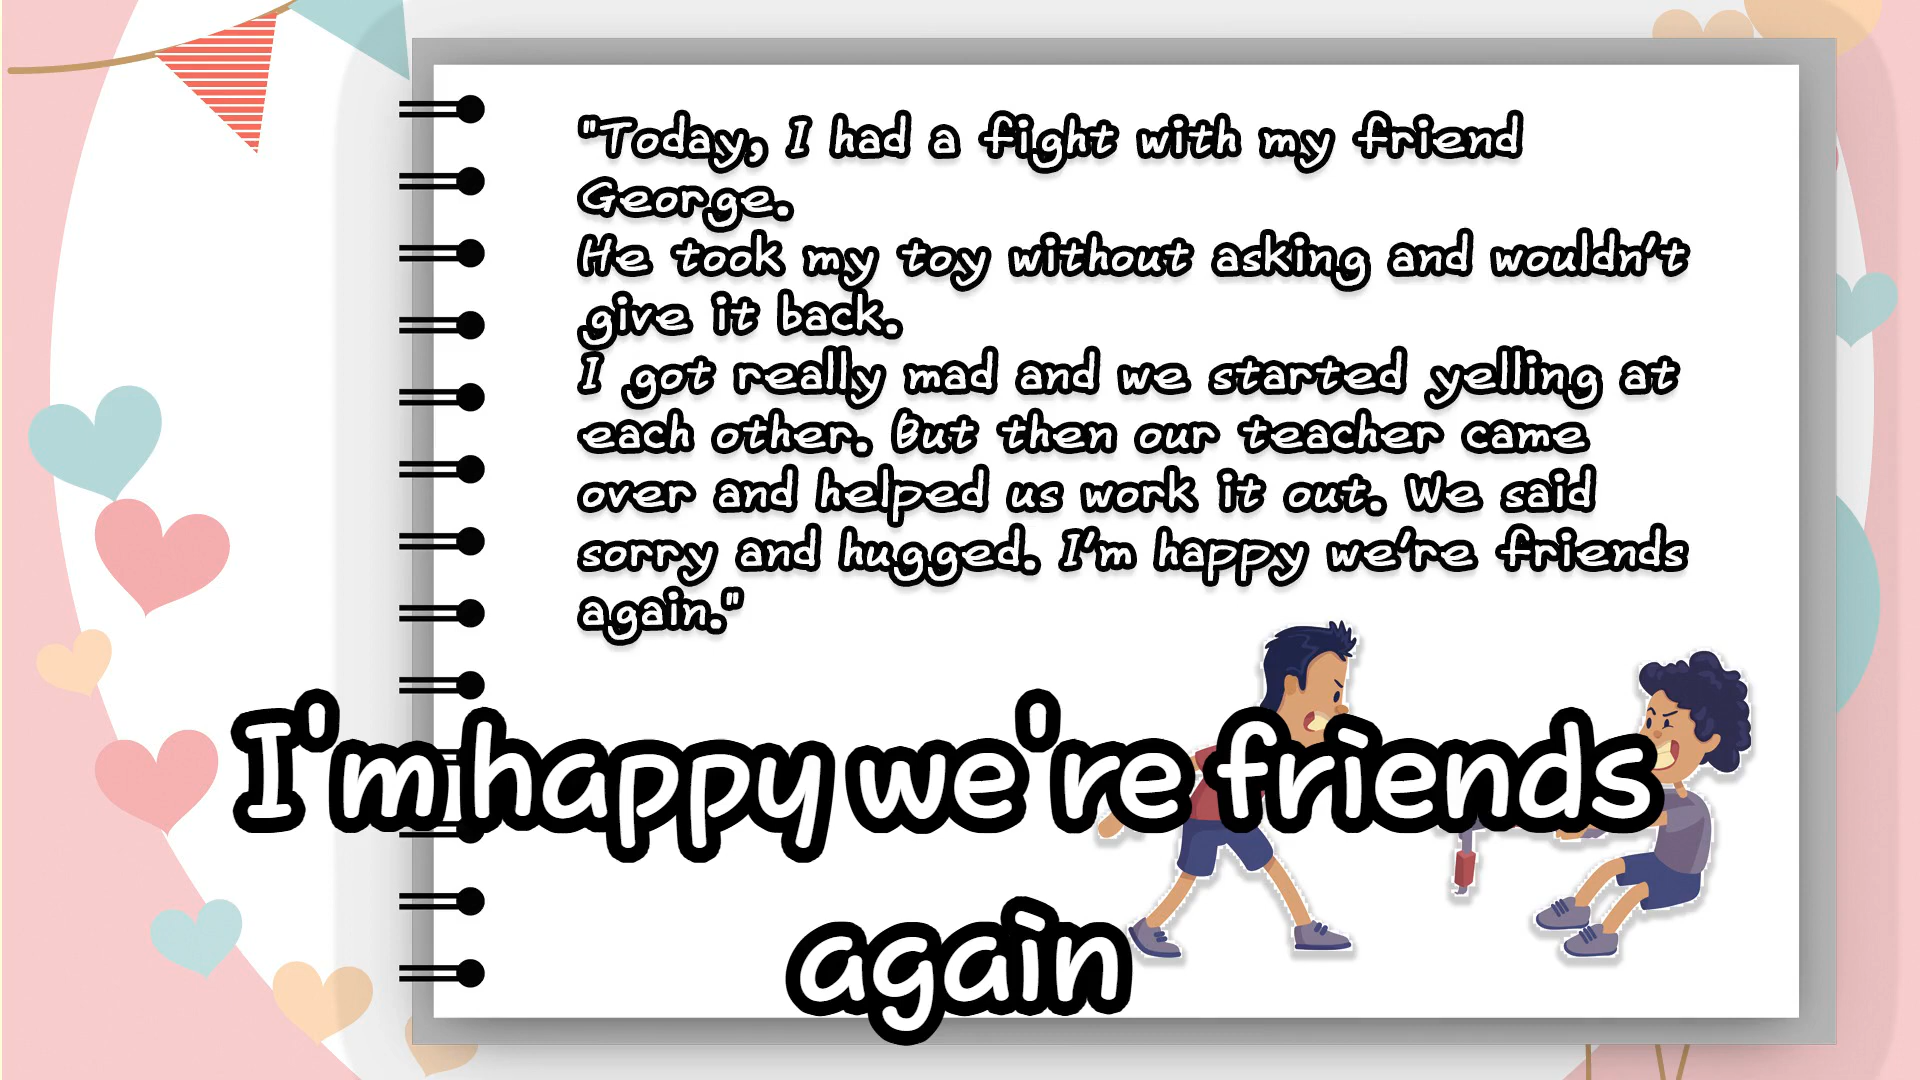 "Today, I had a fight with my friend
George.
He took my toy without asking and wouldn't
give it back.
I got really mad and we started yelling at
each other. But then our teacher came
over and helped us work it out. We said
sorry and hugged. I'm happy we're friends
again."
I'm happy we're friends
again